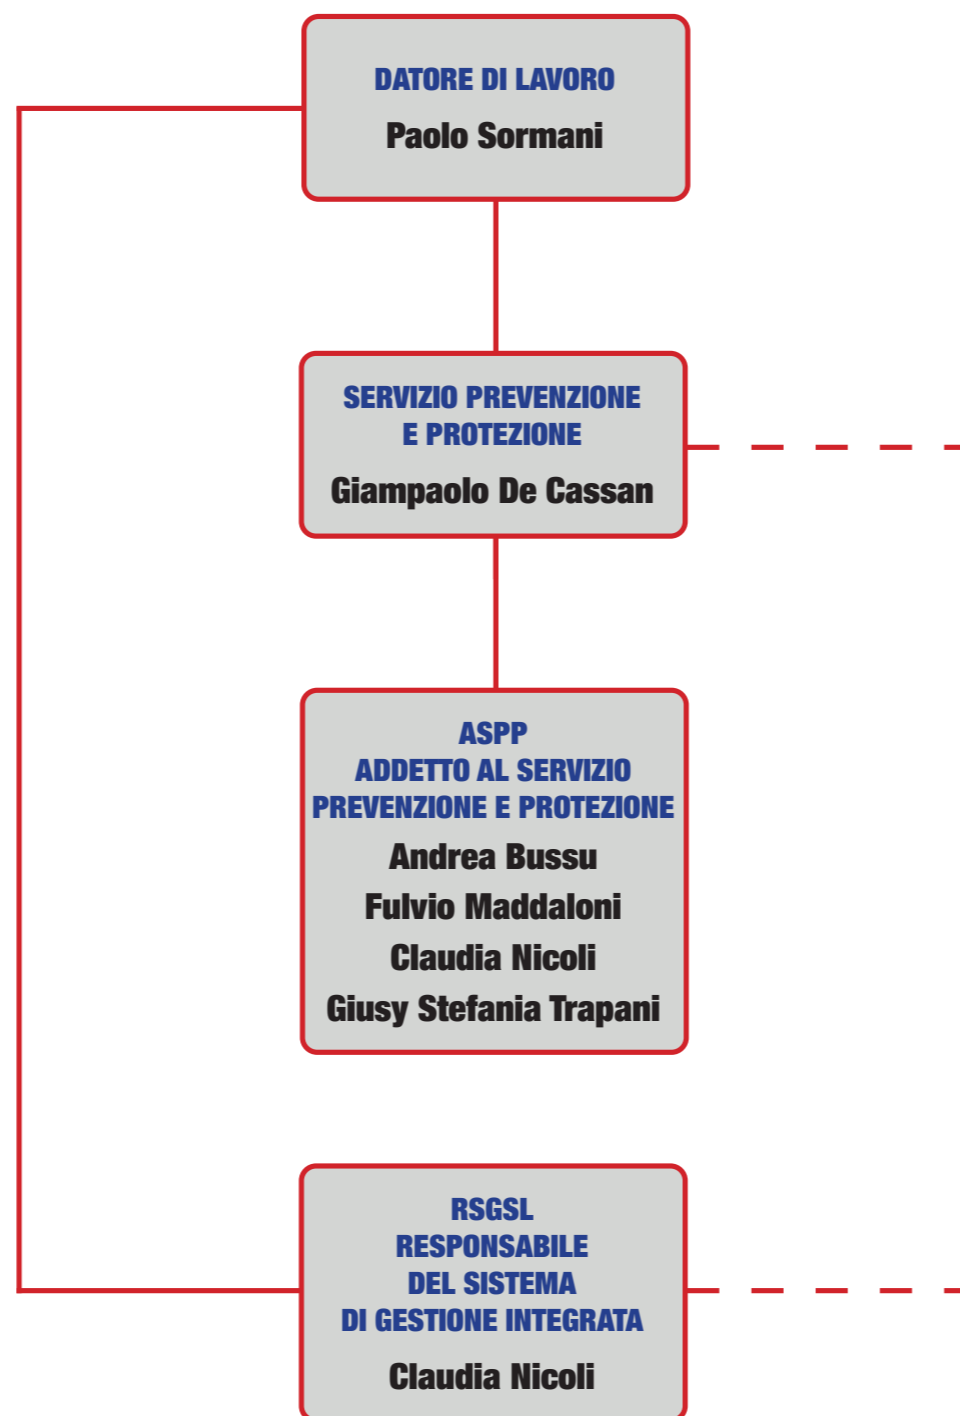 DATORE DI LAVORO
Paolo Sormani
SERVIZIO PREVENZIONE
E PROTEZIONE
Giampaolo De Cassan
ASPP
ADDETTO AL SERVIZIO
PREVENZIONE E PROTEZIONE
Andrea Bussu
Fulvio Maddaloni
Claudia Nicoli
Giusy Stefania Trapani
RSGSL
RESPONSABILE
DEL SISTEMA
DI GESTIONE INTEGRATA
Claudia Nicoli